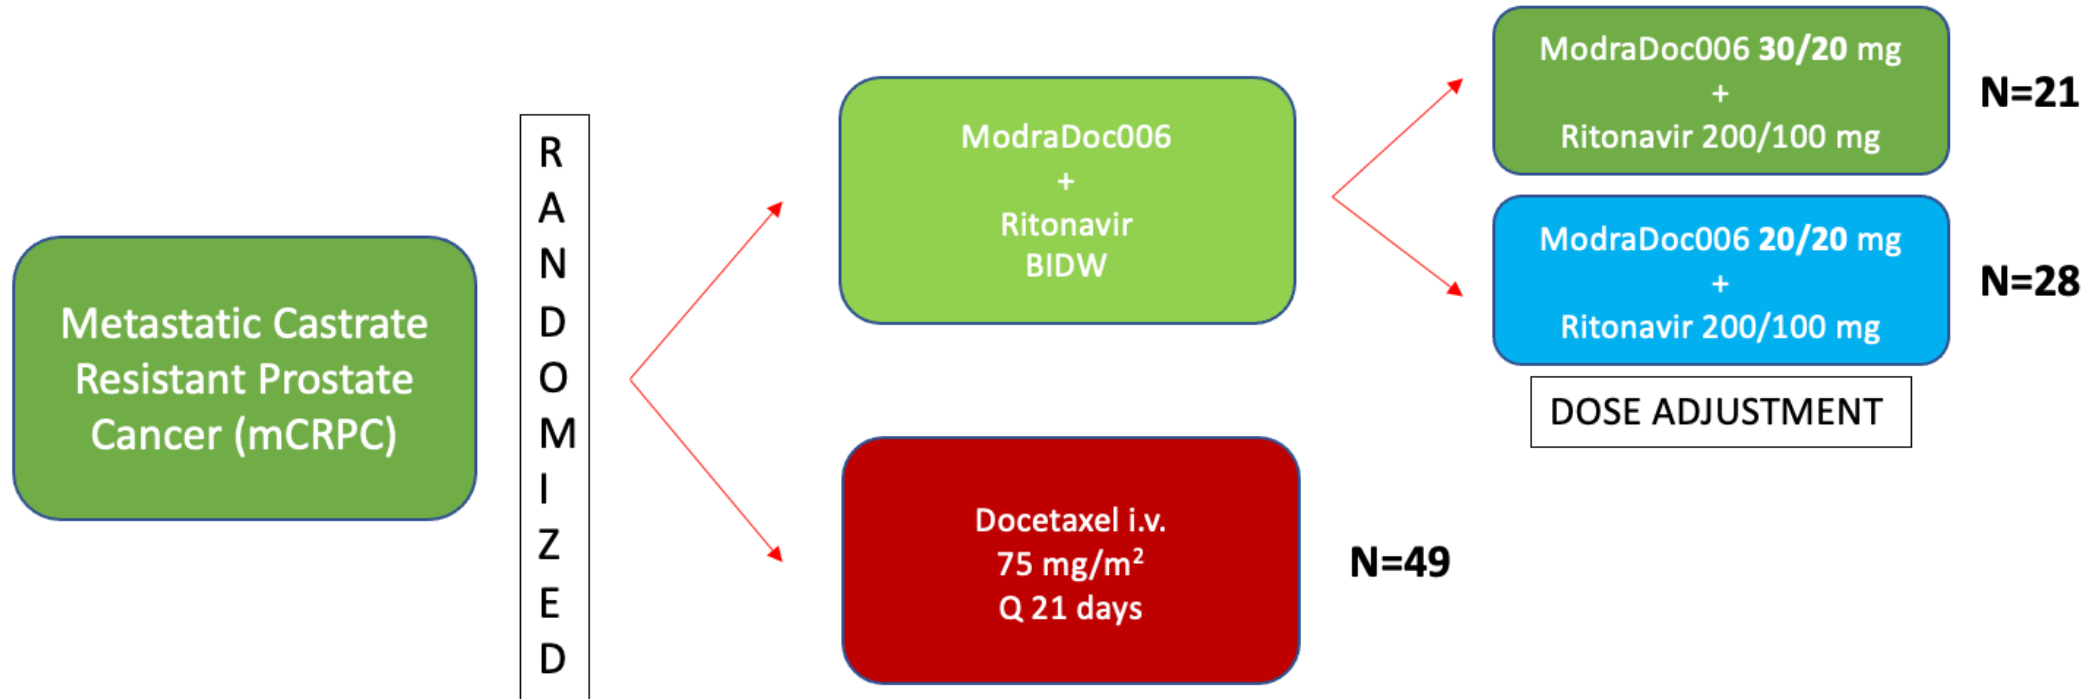 Metastatic Castrate
Resistant Prostate
Cancer (mCRPC)
R
A
N
D
O
M
I
Z
E
D
ModraDoc006
+
Ritonavir
BIDW
ModraDoc006 30/20 mg
+
Ritonavir 200/100 mg
N=21
ModraDoc006 20/20 mg
+
Ritonavir 200/100 mg
N=28
DOSE ADJUSTMENT
Docetaxel i.v.
75 mg/m²
Q 21 days
N=49